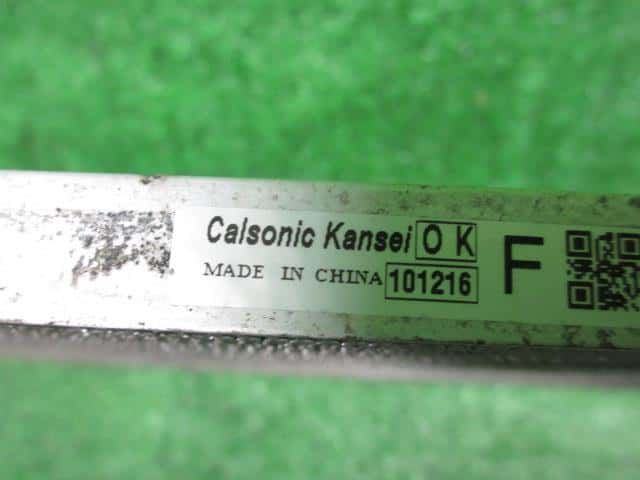 Calsonic Kansei OK
MADE IN CHINA 101216
F